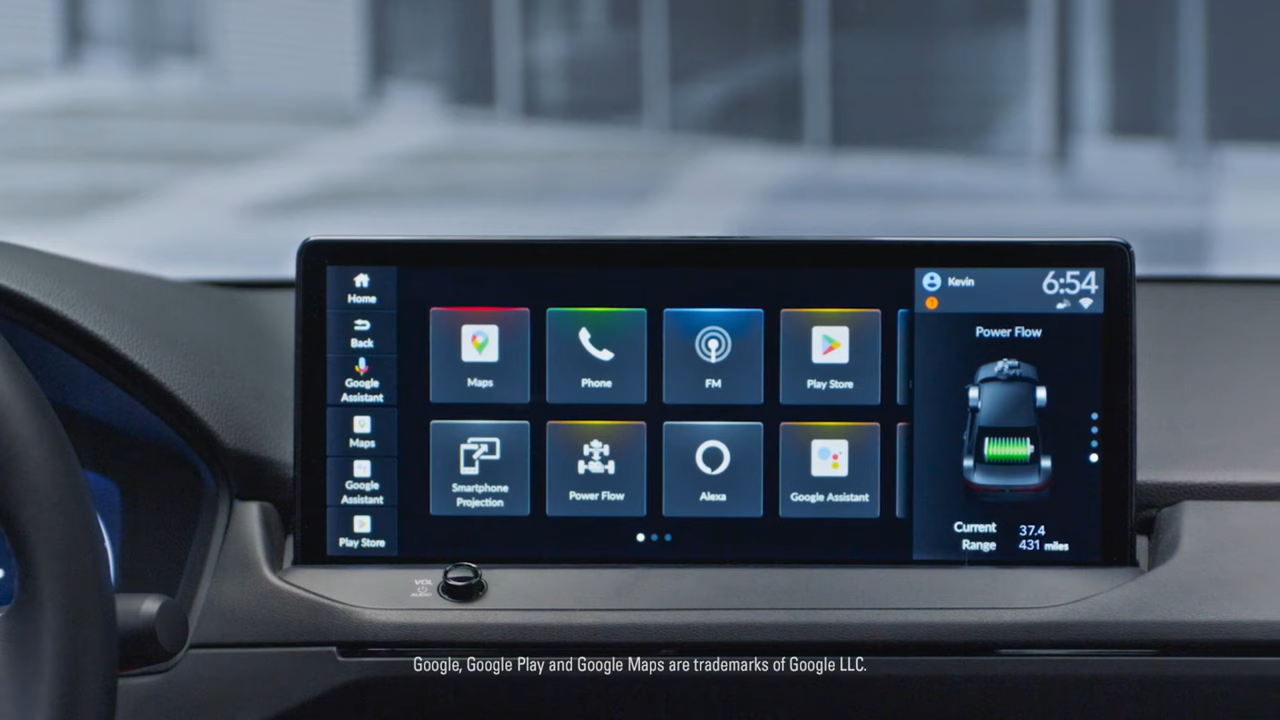 Home
Back
Google
Assistant
Maps
Google
Assistant
Play Store
Maps
Phone
FM
Play Store
Smartphone
Projection
Power Flow
Alexa
Google Assistant
Kevin
6:54
Power Flow
Current 37.4
Range 431 miles
VOL
AUDIO
Google, Google Play and Google Maps are trademarks of Google LLC.